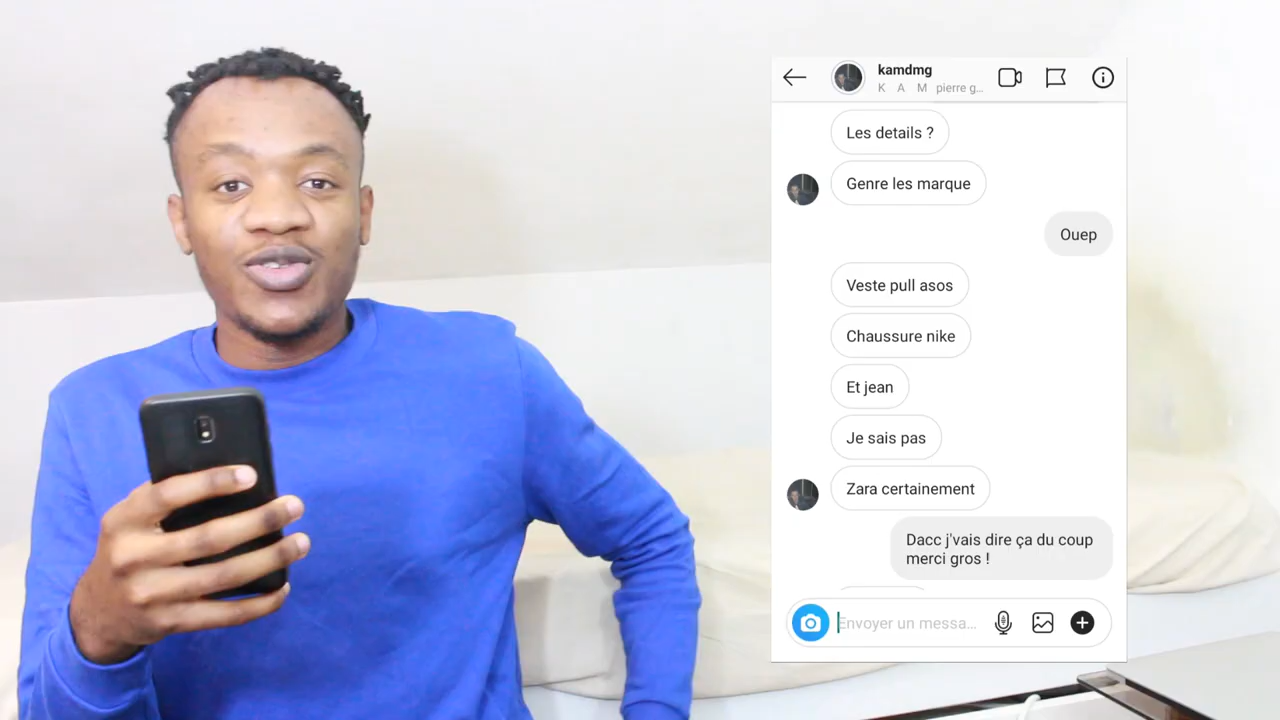 kamdmg
K A M pierre g...
Les details ?
Genre les marque
Ouep
Veste pull asos
Chaussure nike
Et jean
Je sais pas
Zara certainement
Dacc j'vais dire ça du coup
merci gros !
Envoyer un messa...